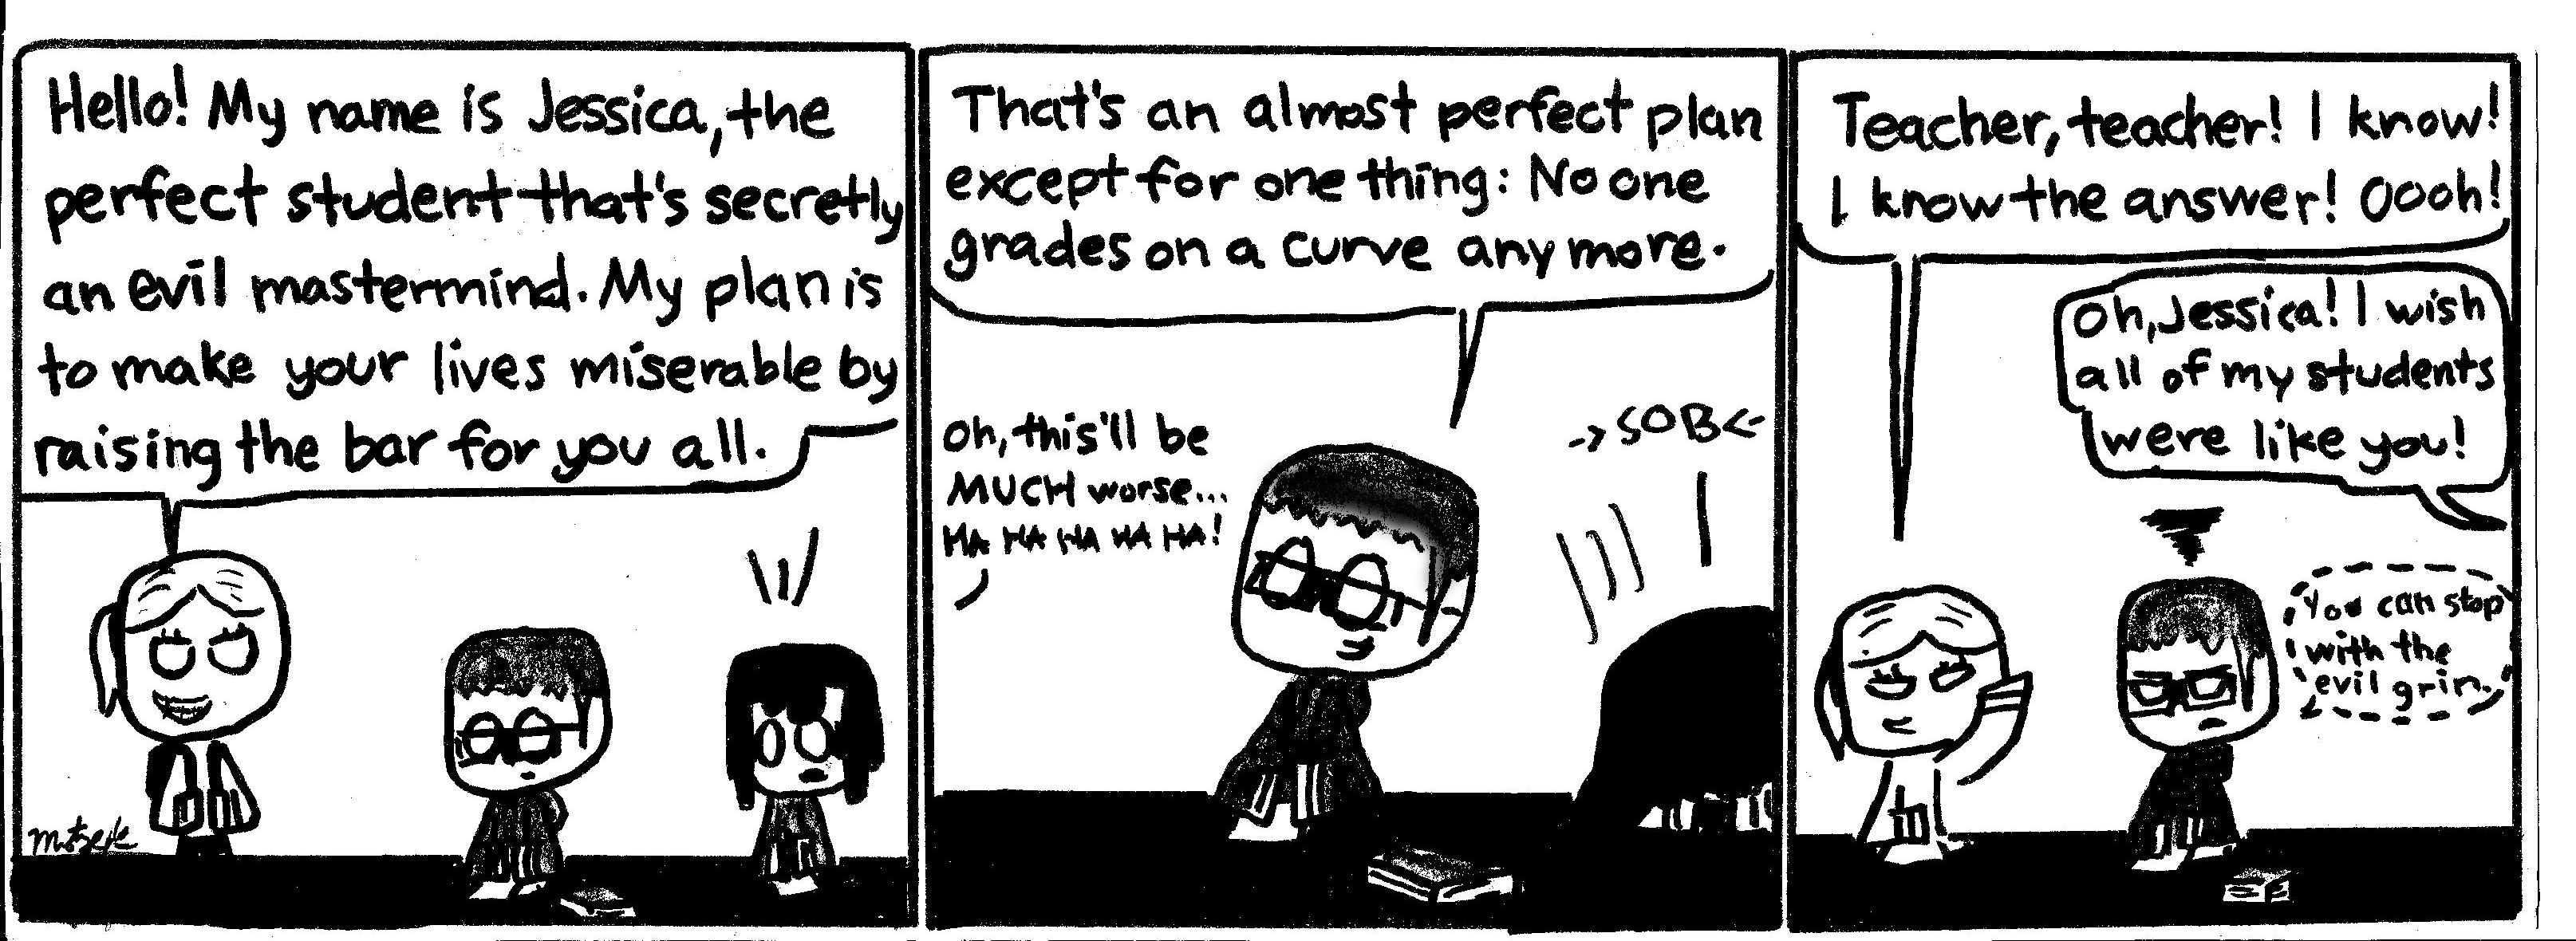 Hello! My name is Jessica, the
perfect student that's secretly
an evil mastermind. My plan is
to make your lives miserable by
raising the bar for you all.
That's an almost perfect plan
except for one thing: No one
grades on a curve any more.
Oh, this'll be
MUCH worse...
HA HA HA HA HA!
SOB
Teacher, teacher! I know!
I know the answer! Oooh!
Oh, Jessica! I wish
all of my students
were like you!
You can stop
with the
evil grin.